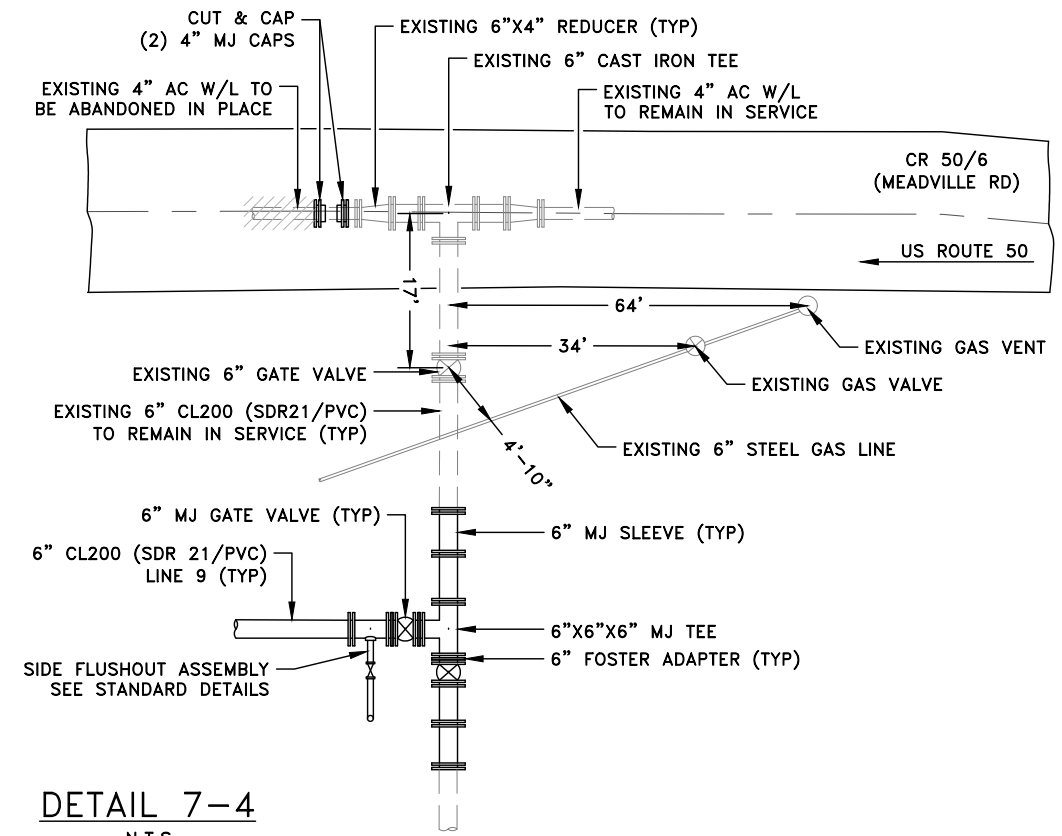 CUT & CAP
(2) 4” MJ CAPS
EXISTING 6”X4” REDUCER (TYP)
EXISTING 6” CAST IRON TEE
EXISTING 4” AC W/L TO
BE ABANDONED IN PLACE
EXISTING 4” AC W/L
TO REMAIN IN SERVICE
CR 50/6
(MEADVILLE RD)
US ROUTE 50
17'
64'
34'
EXISTING GAS VENT
EXISTING GAS VALVE
EXISTING 6” GATE VALVE
EXISTING 6” CL200 (SDR21/PVC)
TO REMAIN IN SERVICE (TYP)
4'-10”
EXISTING 6” STEEL GAS LINE
6” MJ GATE VALVE (TYP)
6” MJ SLEEVE (TYP)
6” CL200 (SDR 21/PVC)
LINE 9 (TYP)
6”X6”X6” MJ TEE
6” FOSTER ADAPTER (TYP)
SIDE FLUSHOUT ASSEMBLY
SEE STANDARD DETAILS
DETAIL 7-4
N.T.S.